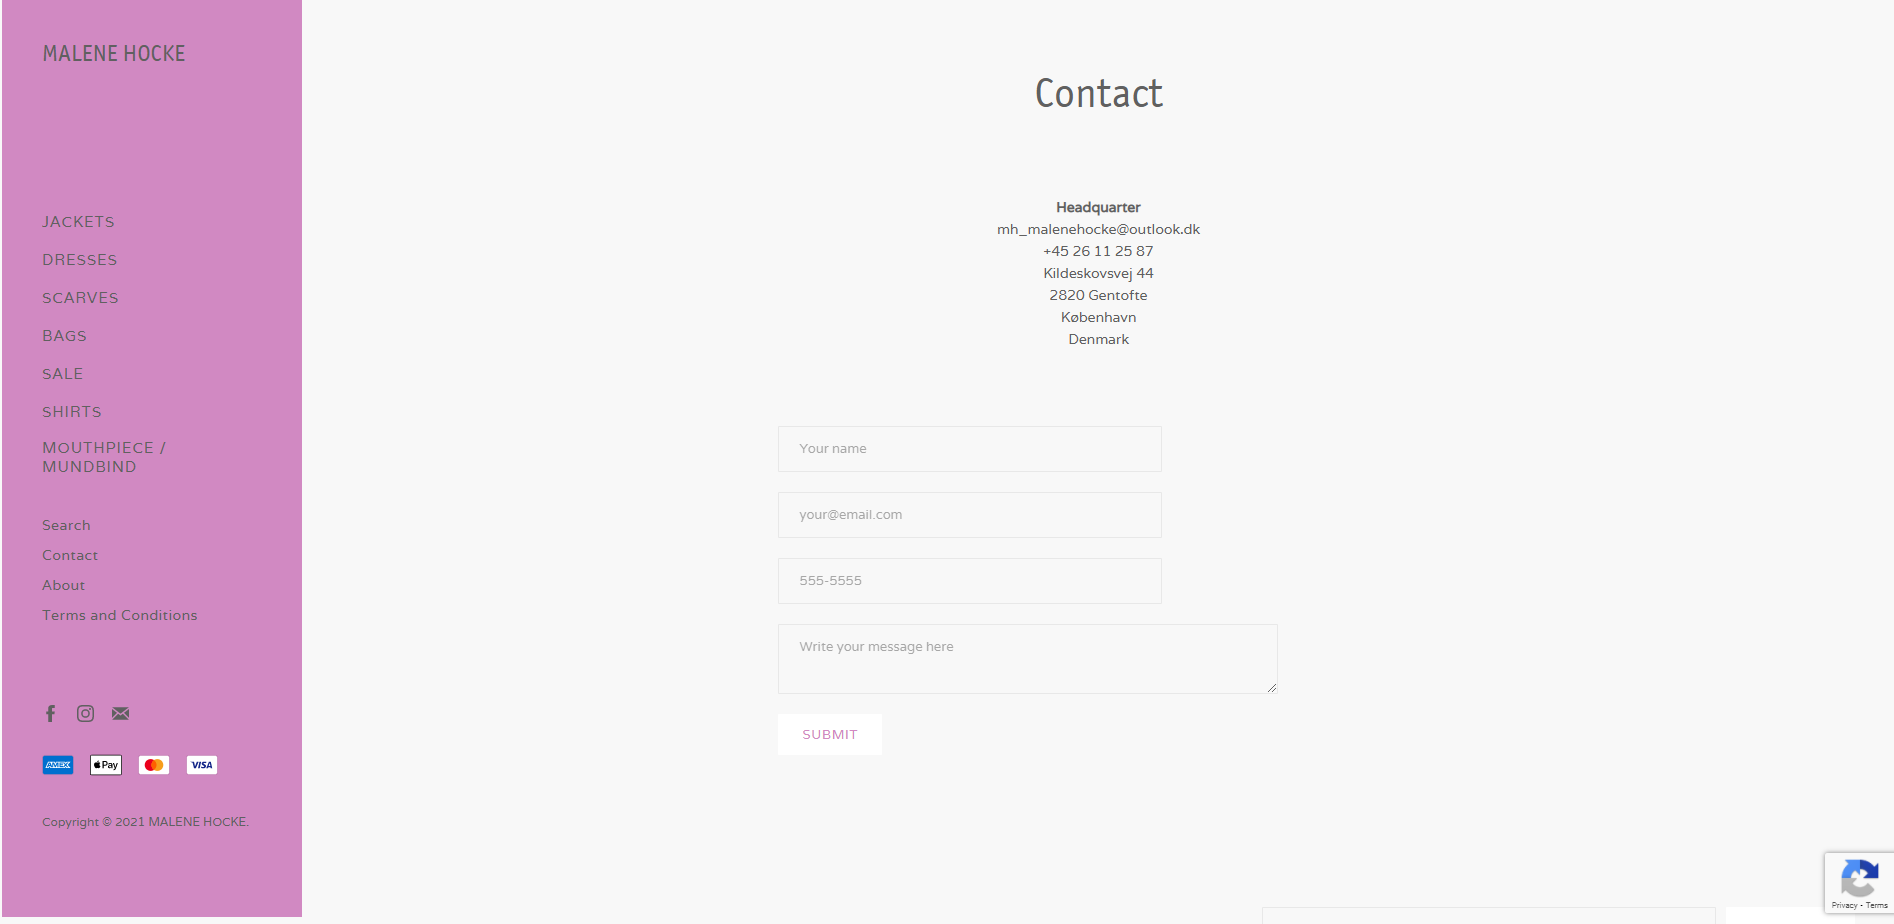 MALENE HOCKE
JACKETS
DRESSES
SCARVES
BAGS
SALE
SHIRTS
MOUTHPIECE /
MUNDBIND
Search
Contact
About
Terms and Conditions
AMEX
Pay
VISA
Copyright © 2021 MALENE HOCKE.
Contact
Headquarter
mh_malenehocke@outlook.dk
+45 26 11 25 87
Kildeskovsvej 44
2820 Gentofte
København
Denmark
Your name
your@email.com
555-5555
Write your message here
SUBMIT
Privacy - Terms